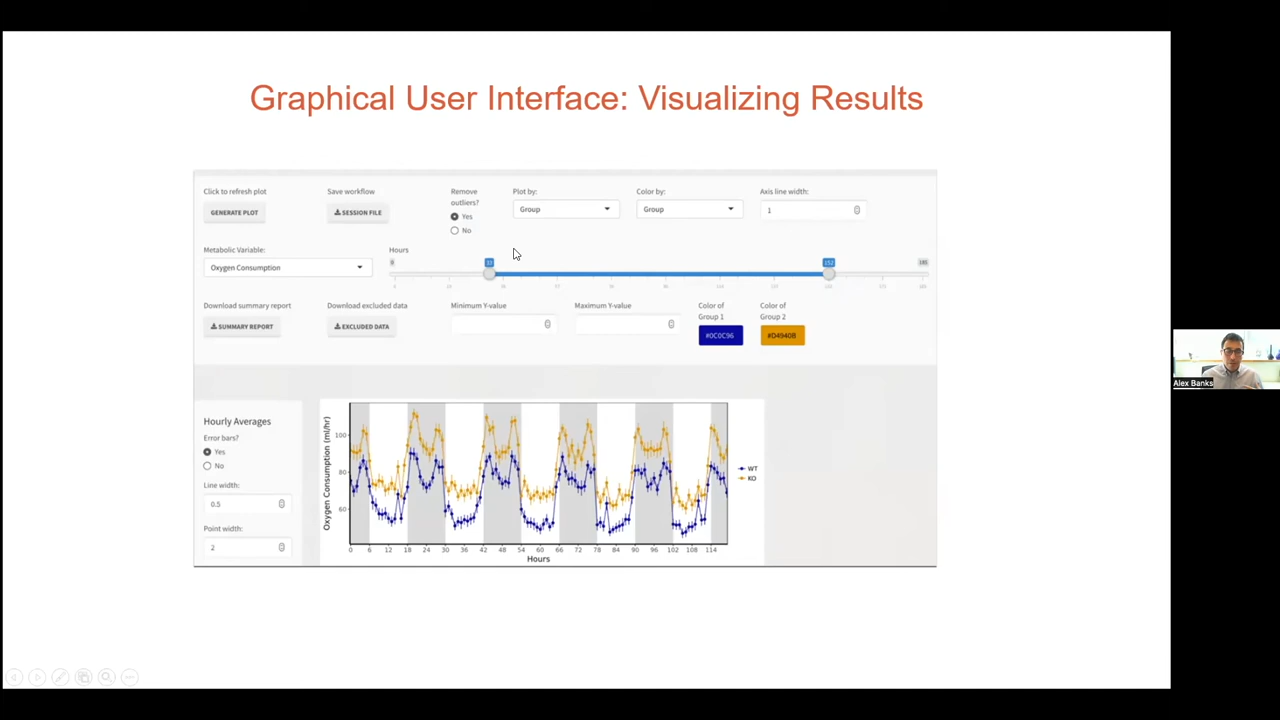 Graphical User Interface: Visualizing Results
Click to refresh plot
Save workflow
Remove outliers?
Plot by:
Color by:
Axis line width:
GENERATE PLOT
SESSION FILE
Yes
No
Group
Group
1
Metabolic Variable:
Hours
Oxygen Consumption
Download summary report
Download excluded data
Minimum Y-value
Maximum Y-value
Color of Group 1
Color of Group 2
SUMMARY REPORT
EXCLUDED DATA
#0C0C96
#D4940B
Hourly Averages
Error bars?
Yes
No
Line width:
0.5
Point width:
2
Oxygen Consumption (ml/hr)
100
80
60
0 6 12 18 24 30 36 42 48 54 60 66 72 78 84 90 96 102 108 114
Hours
WT
KO
Alex Banks